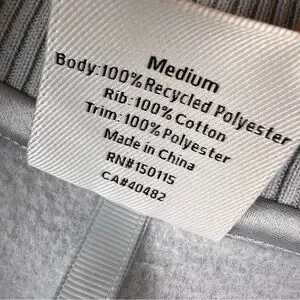 Medium
Body:100% Recycled Polyester
Rib:100% Cotton
Trim:100% Polyester
Made in China
RN#150115
CA#40482